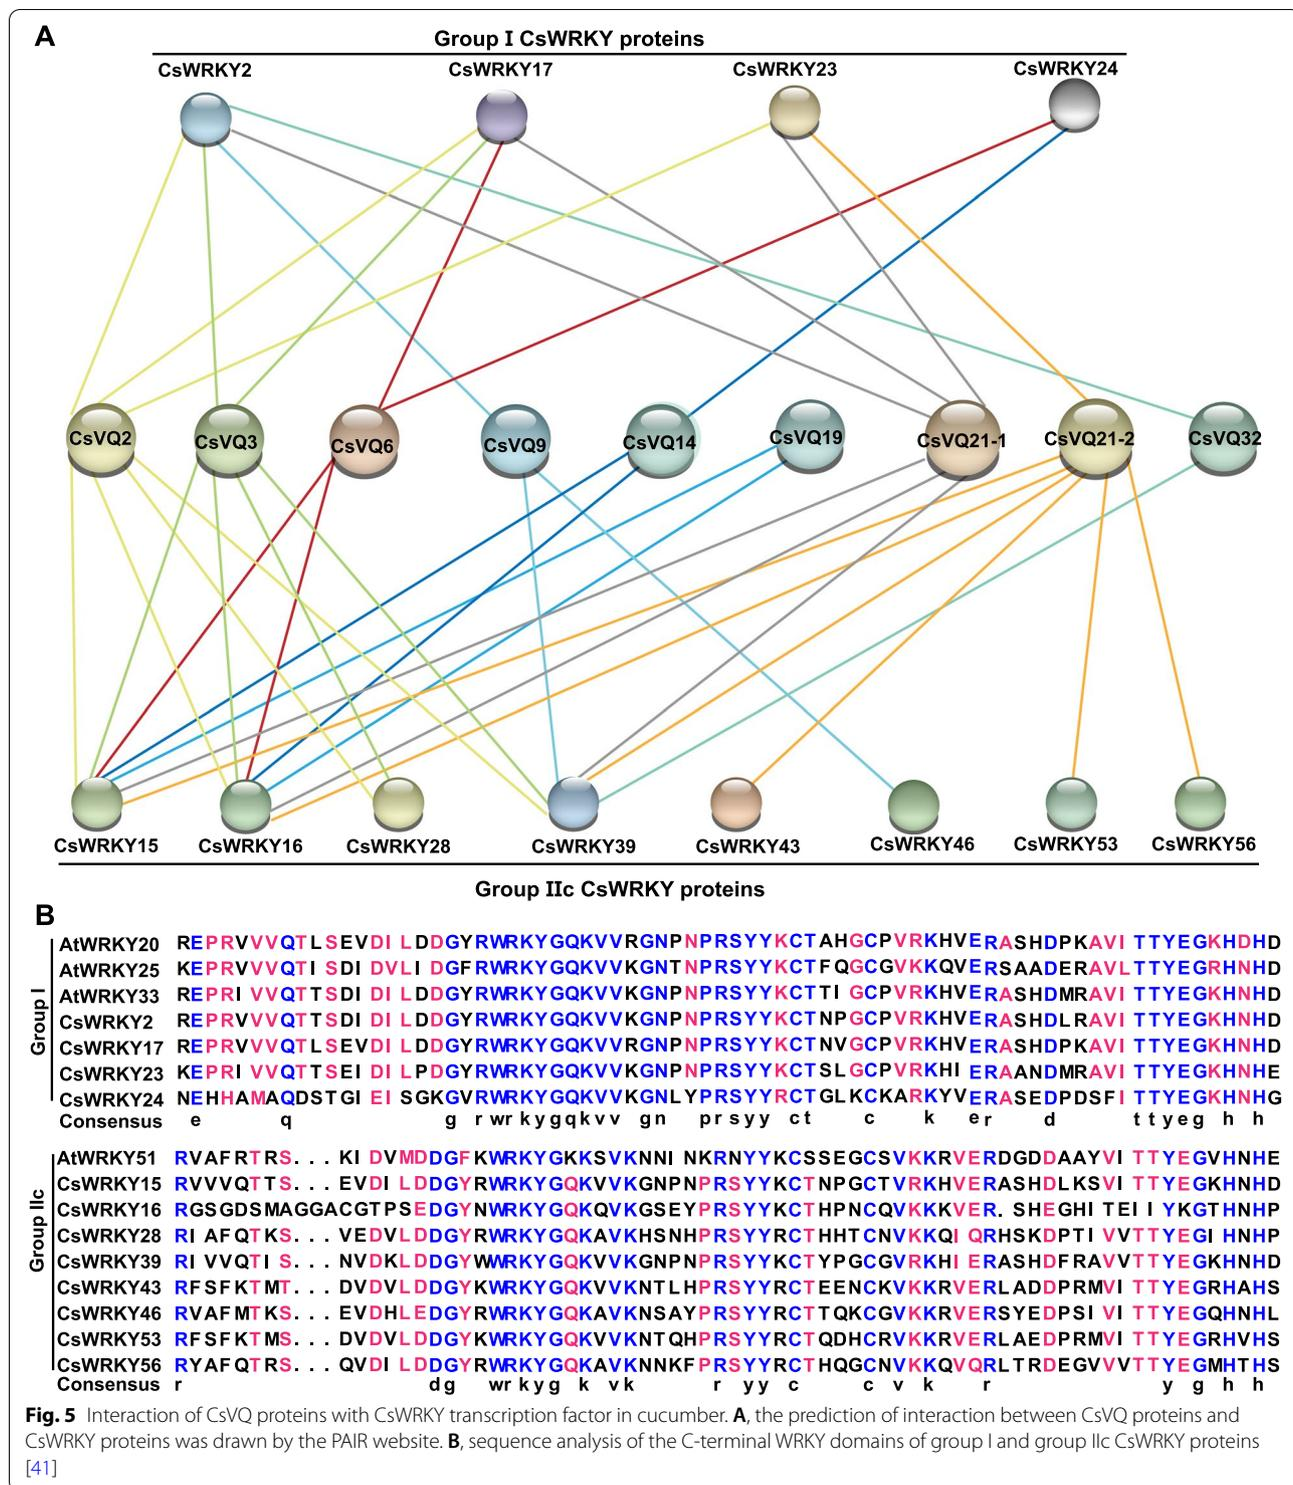 A
Group I CsWRKY proteins
CsWRKY2 CsWRKY17 CsWRKY23 CsWRKY24
CsVQ2 CsVQ3 CsVQ6 CsVQ9 CsVQ14 CsVQ19 CsVQ21-1 CsVQ21-2 CsVQ32
CsWRKY15 CsWRKY16 CsWRKY28 CsWRKY39 CsWRKY43 CsWRKY46 CsWRKY53 CsWRKY56
Group IIc CsWRKY proteins
B
Group I
AtWRKY20 REPRVVVQTLSEVDILDDGYRWRKYGQKVVRGNPNPRSYYKCTAHGCPVRKHVERASHDPKAVITTYEGKHDHD
AtWRKY25 KEPRVVVQTISDIDVLIDGFRWRKYGQKVVKGNTNPRSYYKCTFQGCGVKKQVERSAADERAVLTTYEGRHNHD
AtWRKY33 REPRIVVQTTSDIDILDDGYRWRKYGQKVVKGNPNPRSYYKCTTIGCPVRKHVERASHDMRAVITTYEGKHNHD
CsWRKY2 REPRVVVQTTSDIDILDDGYRWRKYGQKVVKGNPNPRSYYKCTNPGCPVRKHVERASHDLRAVITTYEGKHNHD
CsWRKY17 REPRVVVQTLSEVDILDDGYRWRKYGQKVVRGNPNPRSYYKCTNVGCPVRKHVERASHDPKAVITTYEGKHNHD
CsWRKY23 KEPRIVVQTTSEIDILPDGYRWRKYGQKVVKGNPNPRSYYKCTSLGCPVRKHIERAANDMRAVITTYEGKHNHE
CsWRKY24 NEHHAMAQDSTGIEISGKGVRWRKYGQKVVKGNLYPRSYYRCTGLKCKARKYVERASEDPDSFITTYEGKHNHG
Consensus e q g rwrkygqkvv gn prsyy ct c k er d ttyeg h h
Group IIc
AtWRKY51 RVAFRTRS...KIDVMDDGFKWRKYGKKSVKNNINKRNYYKCSSEGCSVKKRVERDGDDAAYVITTYEGVHNHE
CsWRKY15 RVVVQTTS...EVDILDDGYRWRKYGQKVVKGNPNPRSYYKCTNPGCTVRKHVERASHDLKSVITTYEGKHNHD
CsWRKY16 RGSGDSMAGGACGTPSEDGYNWRKYGQKQVKGSEYPRSYYKCTHPNCQVKKKVER.SHEGHITEIIYKGTHNHP
CsWRKY28 RIAFQTKS...VEDVLDDGYRWRKYGQKAVKHSNHPRSYYRCTHHTCNVKKQIQRHSKDPTIVVTTYEGIHNHP
CsWRKY39 RIVVQTIS...NVDKLDDGYWWRKYGQKVVKGNPNPRSYYKCTYPGCGVRKHIERASHDFRAVVTTYEGKHNHD
CsWRKY43 RFSFKTMT...DVDVLDDGYRWRKYGQKVVKNTLHPRSYYRCTEENCKVKKRVERLADDPRMVITTYEGRHAHS
CsWRKY46 RVAFMTKS...EVDHLEDGYRWRKYGQKAVKNSAYPRSYYRCTTQKCGVKKRVERSYEDPSIVITTYEGQHNHL
CsWRKY53 RFSFKTMS...DVDVLDDGYKWRKYGQKVVKNTQHPRSYYRCTQDHCRVKKRVERLAEDPRMVITTYEGRHVHS
CsWRKY56 RYAFQTRS...QVDILDDGYRWRKYGQKAVKNNKFPRSYYRCTHQGCNVKKQVQRLTRDEGVVVTTYEGMHTHS
Consensus r dg wrkyg k vk r yy c c v k r y g h h
Fig. 5 Interaction of CsVQ proteins with CsWRKY transcription factor in cucumber. A, the prediction of interaction between CsVQ proteins and
CsWRKY proteins was drawn by the PAIR website. B, sequence analysis of the C-terminal WRKY domains of group I and group IIc CsWRKY proteins
[41]